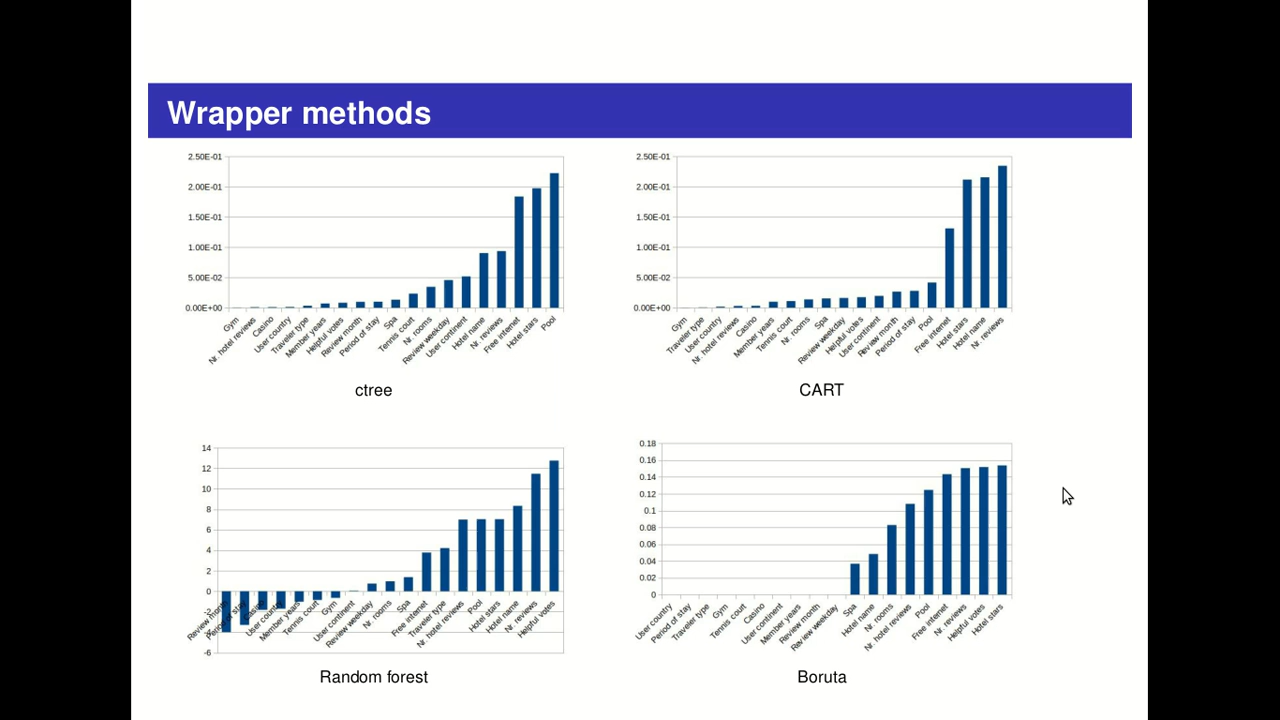 Wrapper methods
2.50E-01
2.00E-01
1.50E-01
1.00E-01
5.00E-02
0.00E+00
Gym
Nr. hotel reviews
Casino
User country
Traveler type
Member years
Helpful votes
Review month
Period of stay
Spa
Tennis court
Nr. rooms
Review weekday
User continent
Hotel name
Nr. reviews
Free internet
Hotel stars
Pool
ctree
2.50E-01
2.00E-01
1.50E-01
1.00E-01
5.00E-02
0.00E+00
Gym
Traveler type
User country
Nr. hotel reviews
Casino
Member years
Tennis court
Nr. rooms
Spa
Review weekday
Helpful votes
User continent
Review month
Period of stay
Pool
Free internet
Hotel stars
Hotel name
Nr. reviews
CART
14
12
10
8
6
4
2
0
-6
Review month
Period of stay
User country
Member years
Tennis court
Gym
User continent
Review weekday
Nr. rooms
Spa
Free internet
Traveler type
Nr. hotel reviews
Pool
Hotel stars
Hotel name
Nr. reviews
Helpful votes
Random forest
0.18
0.16
0.14
0.12
0.1
0.08
0.06
0.04
0.02
0
User country
Period of stay
Traveler type
Gym
Tennis court
Casino
User continent
Member years
Review month
Review weekday
Spa
Hotel name
Nr. rooms
Nr. hotel reviews
Pool
Free internet
Nr. reviews
Helpful votes
Hotel stars
Boruta